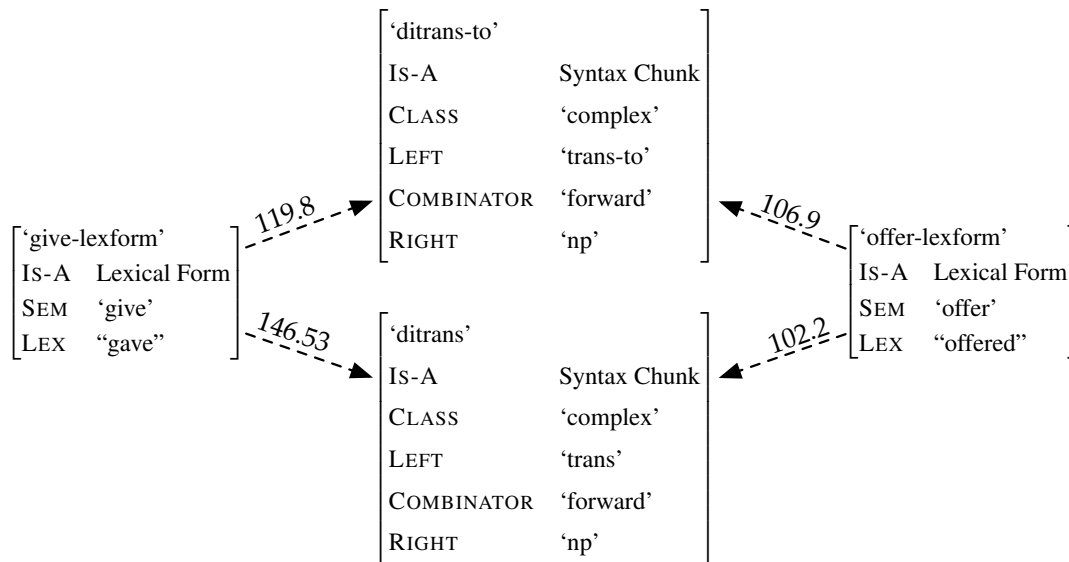 ‘ditrans-to’
IS-A Syntax Chunk
CLASS ‘complex’
LEFT ‘trans-to’
COMBINATOR ‘forward’
RIGHT ‘np’
119.8
106.9
‘give-lexform’
IS-A Lexical Form
SEM ‘give’
LEX “gave”
‘offer-lexform’
IS-A Lexical Form
SEM ‘offer’
LEX “offered”
146.53
102.2
‘ditrans’
IS-A Syntax Chunk
CLASS ‘complex’
LEFT ‘trans’
COMBINATOR ‘forward’
RIGHT ‘np’